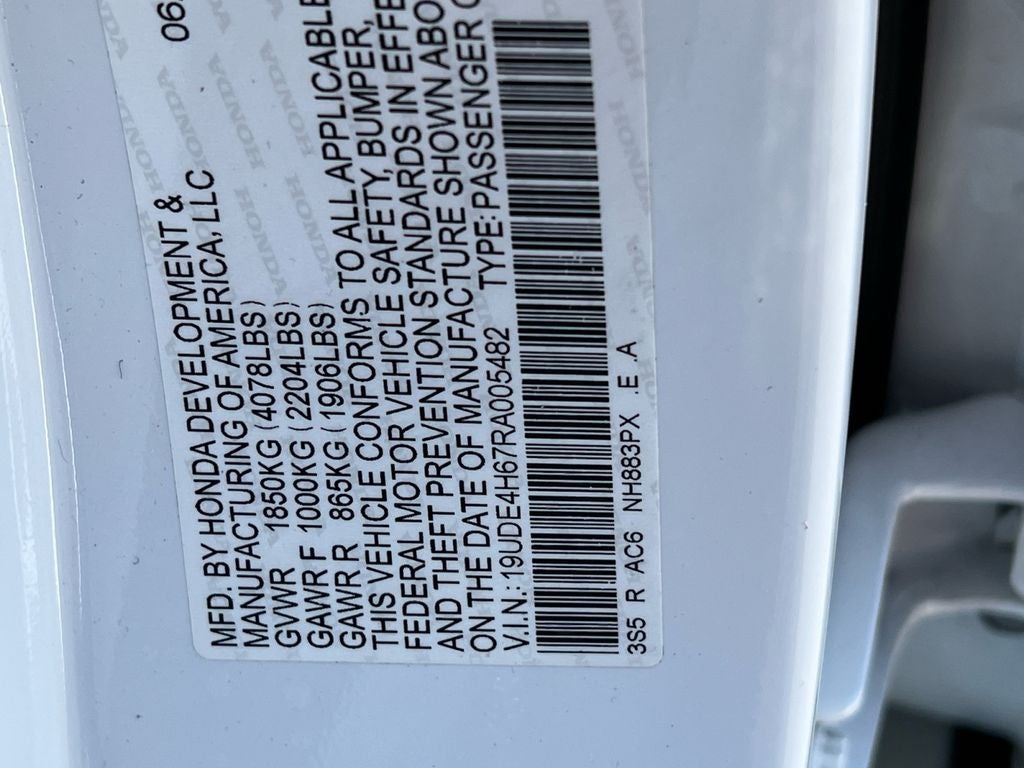 06
MFD. BY HONDA DEVELOPMENT &
MANUFACTURING OF AMERICA, LLC
GVWR 1850KG (4078LBS)
GAWR F 1000KG (2204LBS)
GAWR R 865KG (1906LBS)
THIS VEHICLE CONFORMS TO ALL APPLICABLE
FEDERAL MOTOR VEHICLE SAFETY, BUMPER,
AND THEFT PREVENTION STANDARDS IN EFFE
ON THE DATE OF MANUFACTURE SHOWN ABO
V.I.N.: 19UDE4H67RA005482 TYPE: PASSENGER
3S5 R AC6 NH883PX .E .A